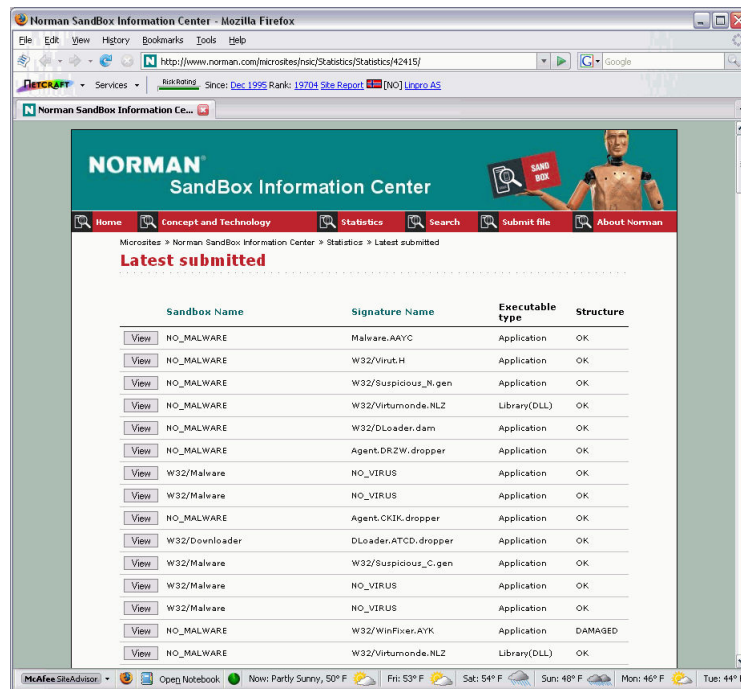 Norman SandBox Information Center - Mozilla Firefox
File Edit View History Bookmarks Tools Help
http://www.norman.com/microsites/nsic/Statistics/Statistics/42415/
G Google
NETCRAFT Services Risk Rating Since: Dec 1995 Rank: 19704 Site Report [NO] Linpro AS
N Norman SandBox Information Ce...
NORMAN
SandBox Information Center
SAND BOX
Home Concept and Technology Statistics Search Submit file About Norman
Microsites » Norman SandBox Information Center » Statistics » Latest submitted
Latest submitted
Sandbox Name Signature Name Executable type Structure
View NO_MALWARE Malware.AAYC Application OK
View NO_MALWARE W32/Virut.H Application OK
View NO_MALWARE W32/Suspicious_N.gen Application OK
View NO_MALWARE W32/Virtumonde.NLZ Library(DLL) OK
View NO_MALWARE W32/DLoader.dam Application OK
View NO_MALWARE Agent.DRZW.dropper Application OK
View W32/Malware NO_VIRUS Application OK
View W32/Malware NO_VIRUS Application OK
View NO_MALWARE Agent.CKIK.dropper Application OK
View W32/Downloader DLoader.ATCD.dropper Application OK
View W32/Malware W32/Suspicious_C.gen Application OK
View W32/Malware NO_VIRUS Application OK
View W32/Malware NO_VIRUS Application OK
View NO_MALWARE W32/WinFixer.AYK Application DAMAGED
View NO_MALWARE W32/Virtumonde.NLZ Library(DLL) OK
McAfee SiteAdvisor Open Notebook Now: Partly Sunny, 50° F Fri: 53° F Sat: 54° F Sun: 48° F Mon: 46° F Tue: 44°